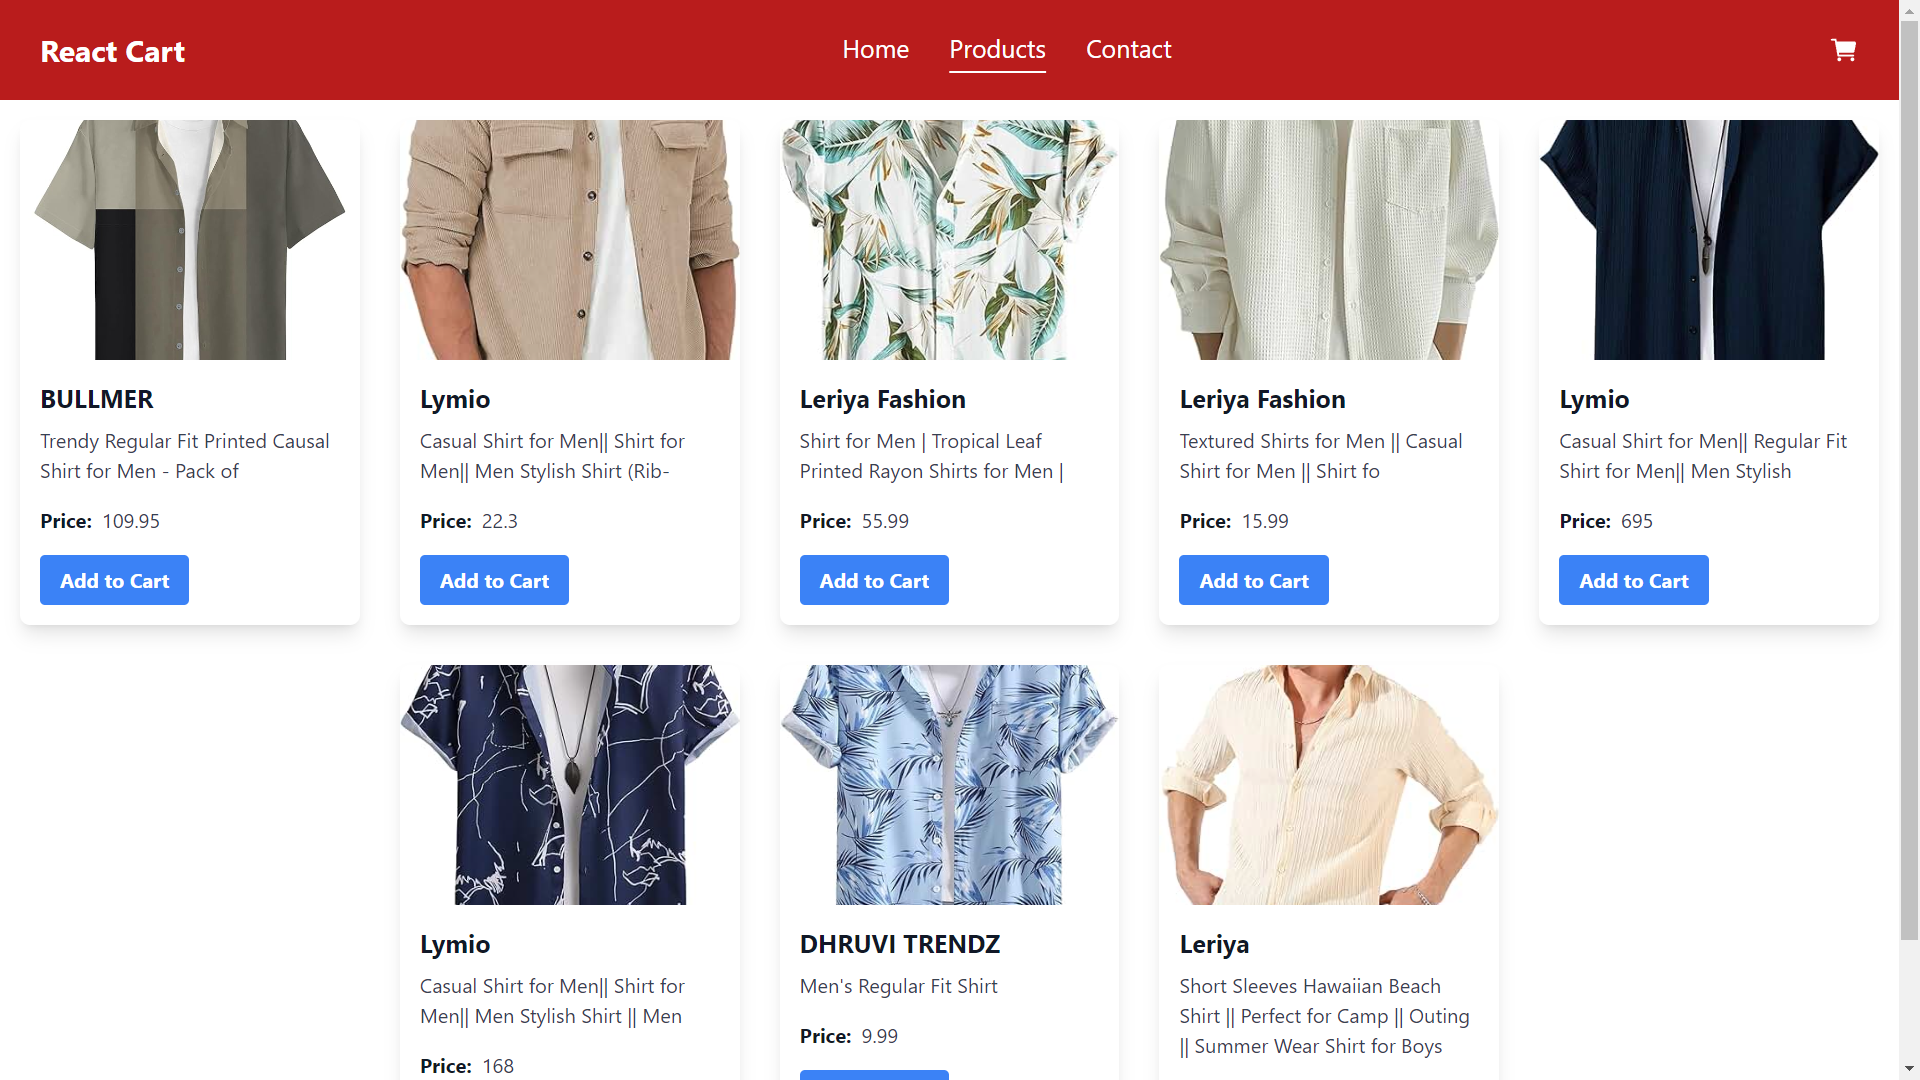 React Cart
Home
Products
Contact
BULLMER
Trendy Regular Fit Printed Causal
Shirt for Men - Pack of
Price: 109.95
Add to Cart
Lymio
Casual Shirt for Men|| Shirt for
Men|| Men Stylish Shirt (Rib-
Price: 22.3
Add to Cart
Leriya Fashion
Shirt for Men | Tropical Leaf
Printed Rayon Shirts for Men |
Price: 55.99
Add to Cart
Leriya Fashion
Textured Shirts for Men || Casual
Shirt for Men || Shirt fo
Price: 15.99
Add to Cart
Lymio
Casual Shirt for Men|| Regular Fit
Shirt for Men|| Men Stylish
Price: 695
Add to Cart
Lymio
Casual Shirt for Men|| Shirt for
Men|| Men Stylish Shirt || Men
Price: 168
DHRUVI TRENDZ
Men's Regular Fit Shirt
Price: 9.99
Leriya
Short Sleeves Hawaiian Beach
Shirt || Perfect for Camp || Outing
|| Summer Wear Shirt for Boys